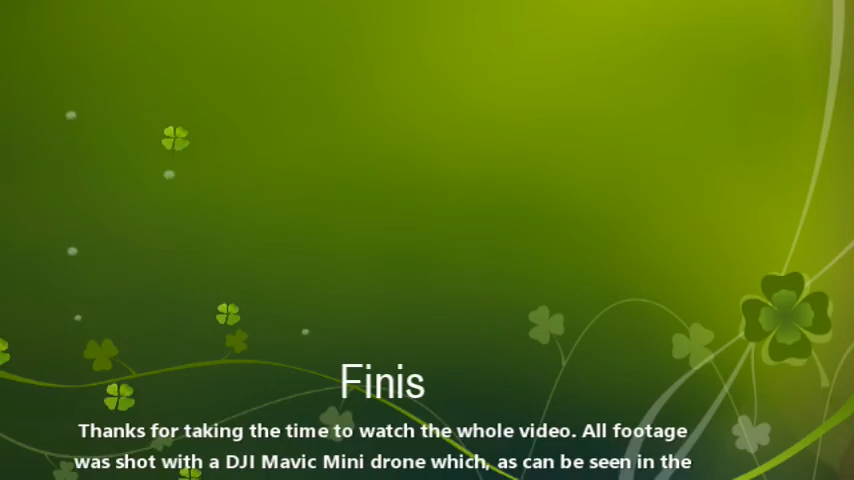 Finis
Thanks for taking the time to watch the whole video. All footage
was shot with a DJI Mavic Mini drone which, as can be seen in the